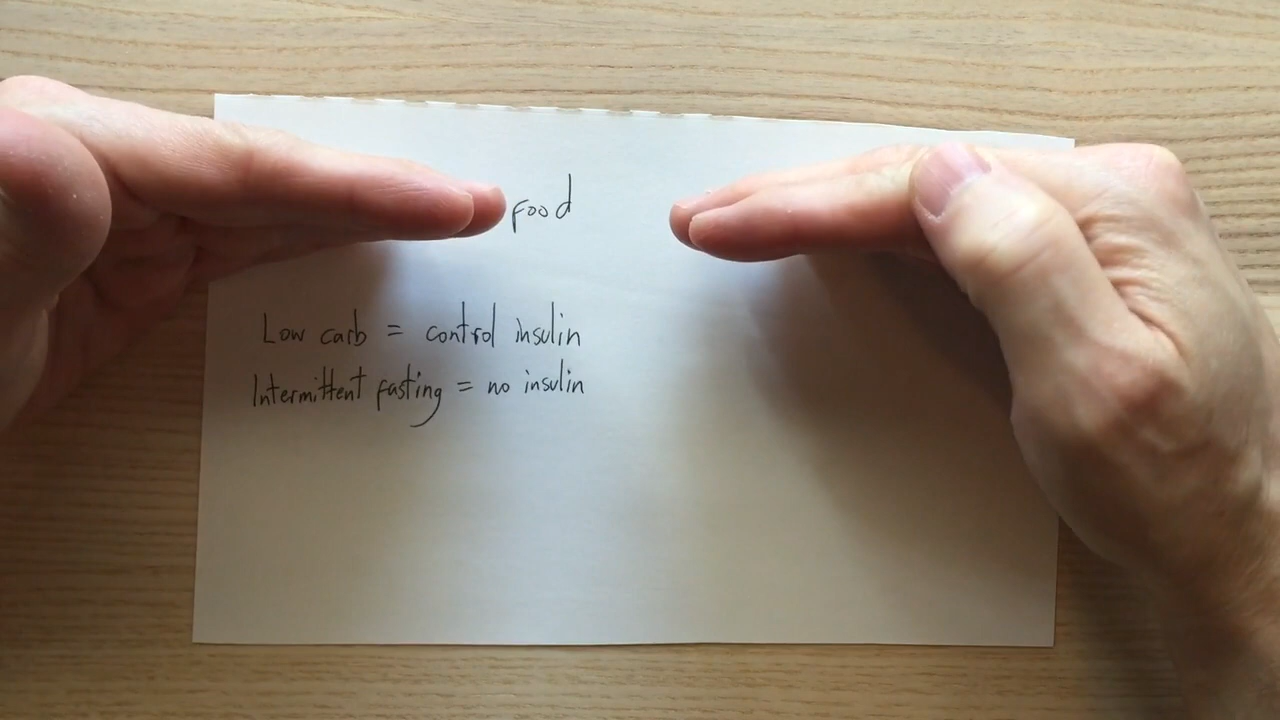 Food
Low carb = control insulin
Intermittent fasting = no insulin